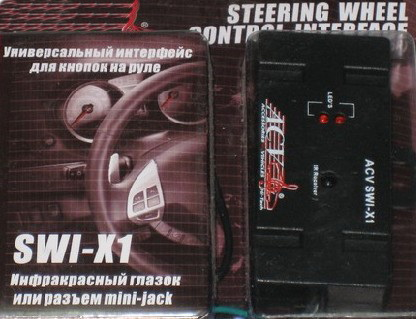 STEERING WHEEL
CONTROL INTERFACE
Универсальный интерфейс
для кнопок на руле
SWI-X1
Инфракрасный глазок
или разъем mini-jack
LED'S
ACV
IR Receiver
ACV SWI-X1